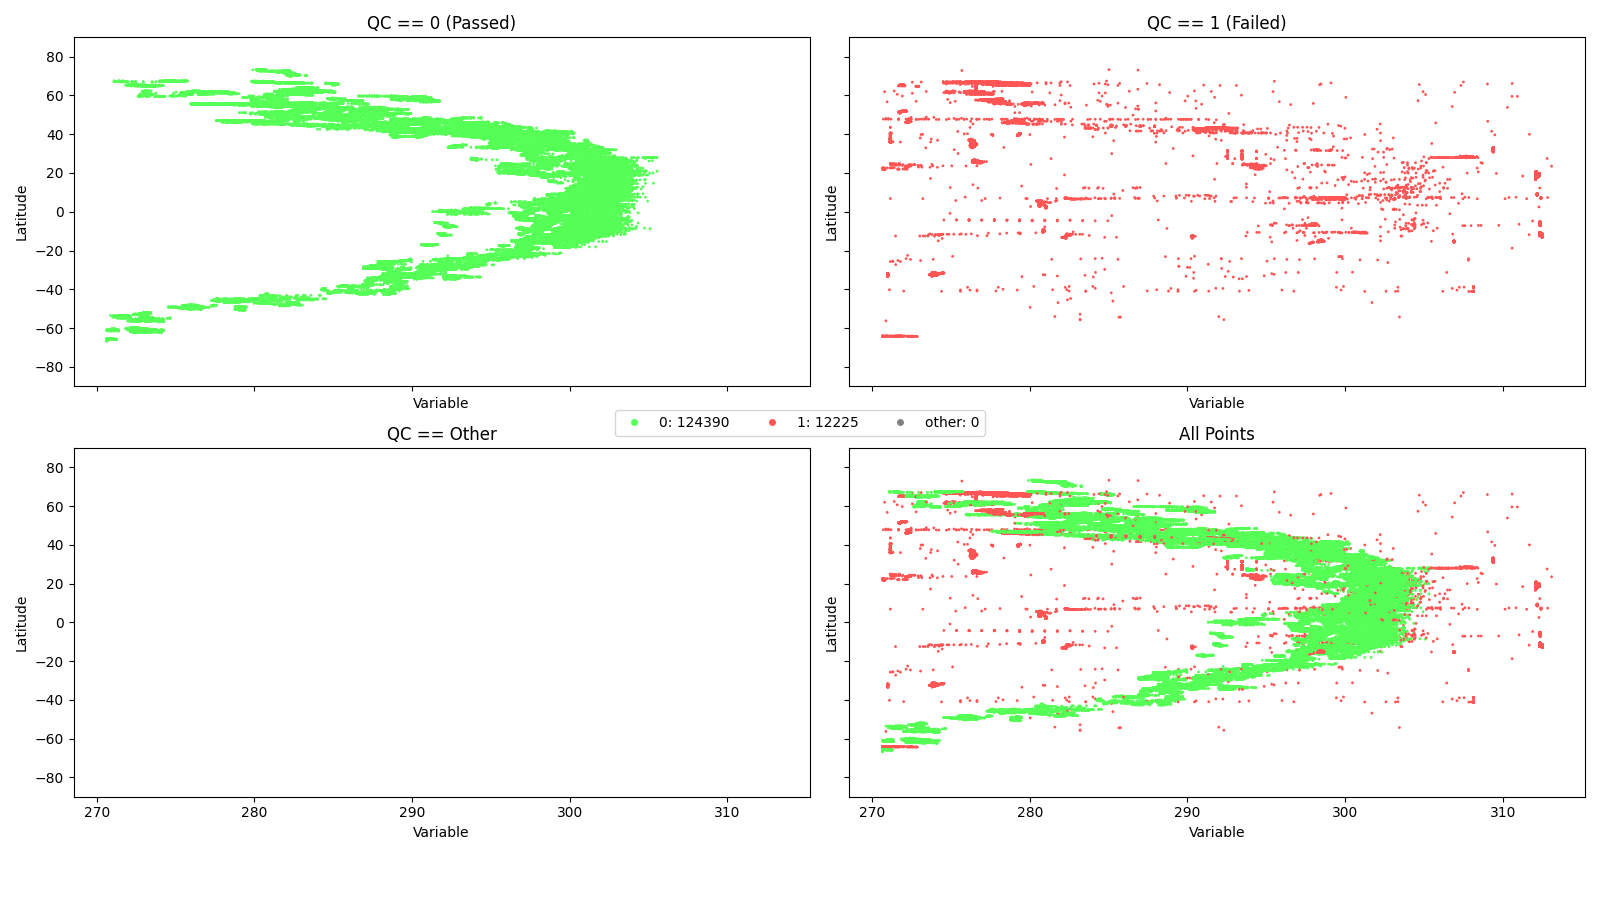 QC == 0 (Passed)
80
60
40
20
0
−20
−40
−60
−80
Latitude
Variable
QC == 1 (Failed)
Latitude
Variable
0: 124390 1: 12225 other: 0
QC == Other
80
60
40
20
0
−20
−40
−60
−80
Latitude
270 280 290 300 310
Variable
All Points
Latitude
270 280 290 300 310
Variable